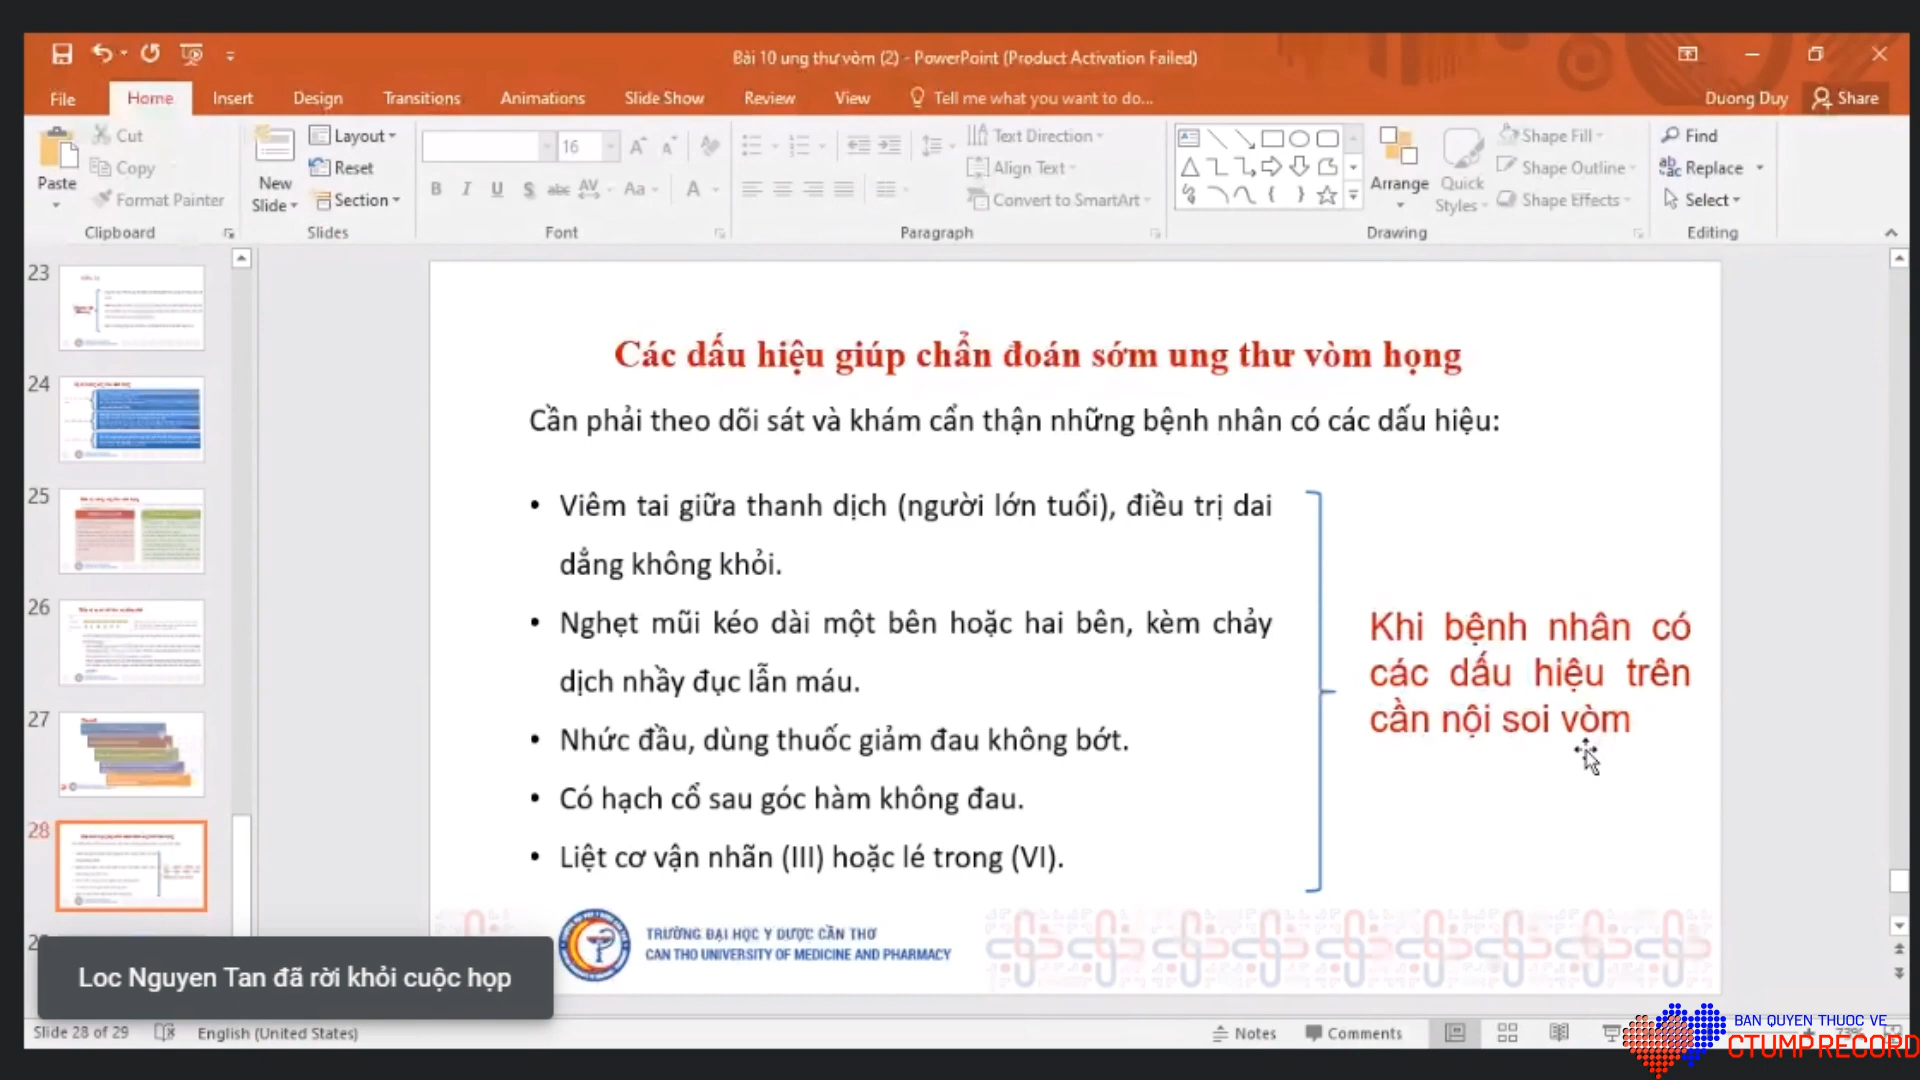 Bài 10 ung thư vòm (2) - PowerPoint (Product Activation Failed)
File Home Insert Design Transitions Animations Slide Show Review View Tell me what you want to do... Duong Duy Share
Paste
Cut
Copy
Format Painter
Clipboard
New Slide
Layout
Reset
Section
Slides
16
B I U S abc AV Aa A
Font
Text Direction
Align Text
Convert to SmartArt
Paragraph
Arrange
Quick Styles
Shape Fill
Shape Outline
Shape Effects
Drawing
Find
Replace
Select
Editing
23
24
25
26
27
28
Các dấu hiệu giúp chẩn đoán sớm ung thư vòm họng
Cần phải theo dõi sát và khám cẩn thận những bệnh nhân có các dấu hiệu:
• Viêm tai giữa thanh dịch (người lớn tuổi), điều trị dai
dẳng không khỏi.
• Nghẹt mũi kéo dài một bên hoặc hai bên, kèm chảy
dịch nhầy đục lẫn máu.
• Nhức đầu, dùng thuốc giảm đau không bớt.
• Có hạch cổ sau góc hàm không đau.
• Liệt cơ vận nhãn (III) hoặc lé trong (VI).
Khi bệnh nhân có
các dấu hiệu trên
cần nội soi vòm
TRƯỜNG ĐẠI HỌC Y DƯỢC CẦN THƠ
CAN THO UNIVERSITY OF MEDICINE AND PHARMACY
Loc Nguyen Tan đã rời khỏi cuộc họp
Slide 28 of 29 English (United States) Notes Comments
BAN QUYEN THUOC VE
CTUMP RECORD